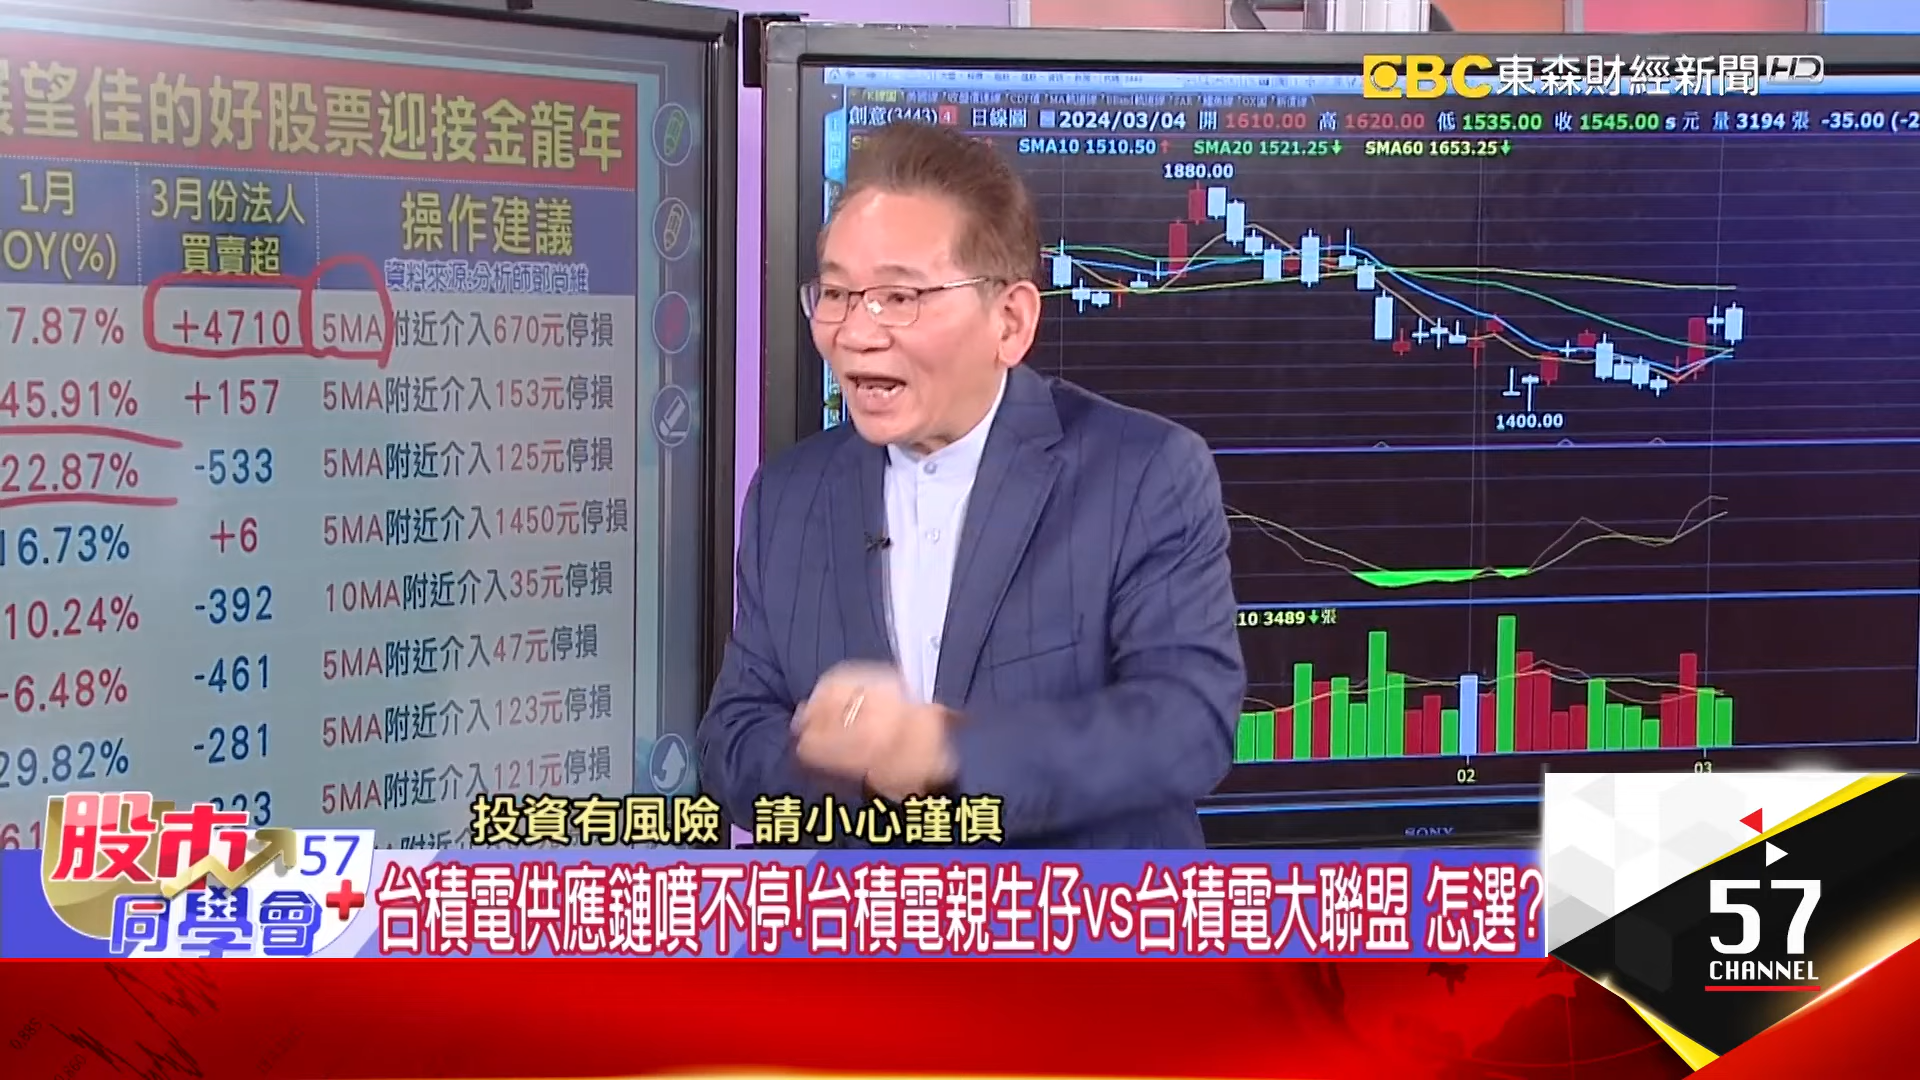 EBC 東森財經新聞 HD
望佳的好股票迎接金龍年
1月
OY(%)
3月份法人
買賣超
操作建議
資料來源:分析師鄧尚維
7.87% +4710 5MA附近介入670元停損
45.91% +157 5MA附近介入153元停損
22.87% -533 5MA附近介入125元停損
16.73% +6 5MA附近介入1450元停損
10.24% -392 10MA附近介入35元停損
-6.48% -461 5MA附近介入47元停損
29.82% -281 5MA附近介入123元停損
5MA附近介入121元停損
創意(3443) 日線圖 2024/03/04 開 1610.00 高 1620.00 低 1535.00 收 1545.00 s 元 量 3194 張 -35.00
SMA10 1510.50↑ SMA20 1521.25↓ SMA60 1653.25↓
1880.00
1400.00
10 3489↓張
02
03
SONY
投資有風險 請小心謹慎
股市 57
同學會+
台積電供應鏈噴不停!台積電親生仔vs台積電大聯盟 怎選?
57
CHANNEL